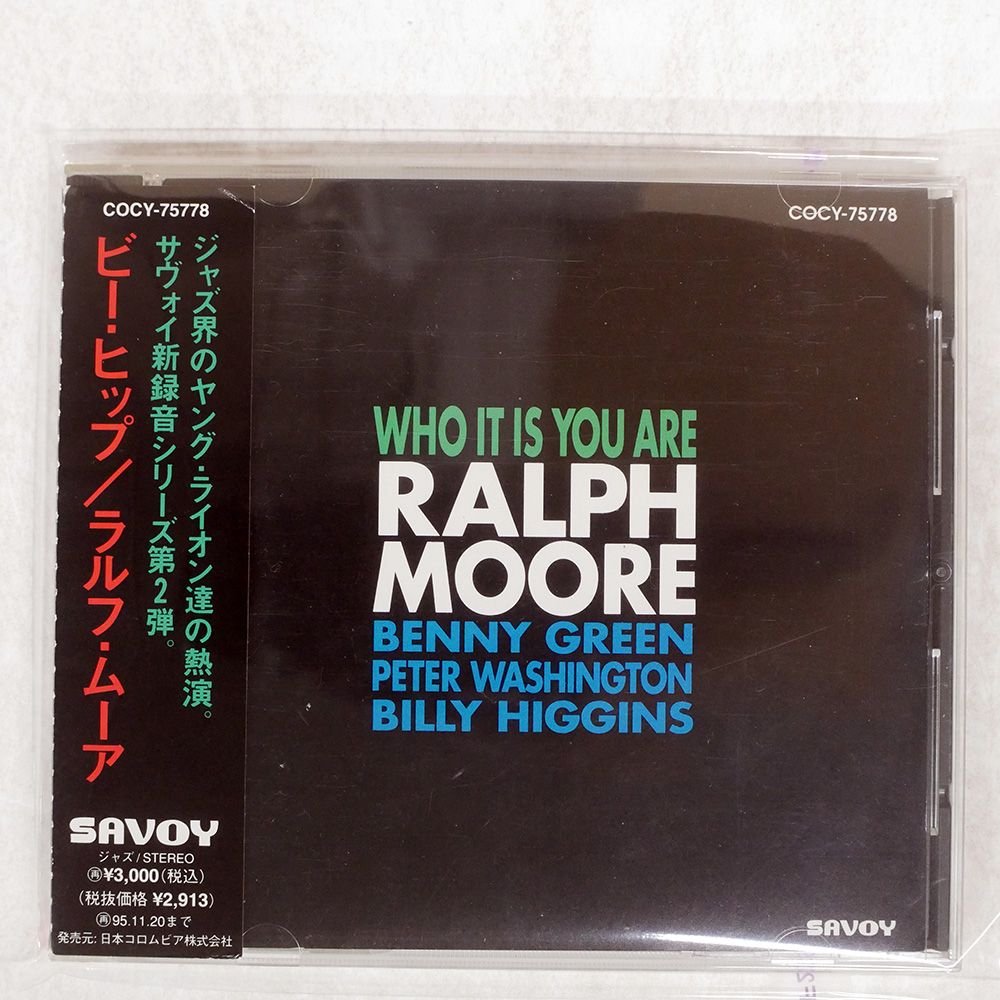 COCY-75778
ジャズ界のヤング・ライオン達の熱演。
サヴォイ新録音シリーズ第2弾。
ビー・ヒップ/ラルフ・ムーア
SAVOY
ジャズ/STEREO
再¥3,000(税込)
(税抜価格 ¥2,913)
再95.11.20まで
発売元: 日本コロムビア株式会社
COCY-75778
WHO IT IS YOU ARE
RALPH
MOORE
BENNY GREEN
PETER WASHINGTON
BILLY HIGGINS
SAVOY